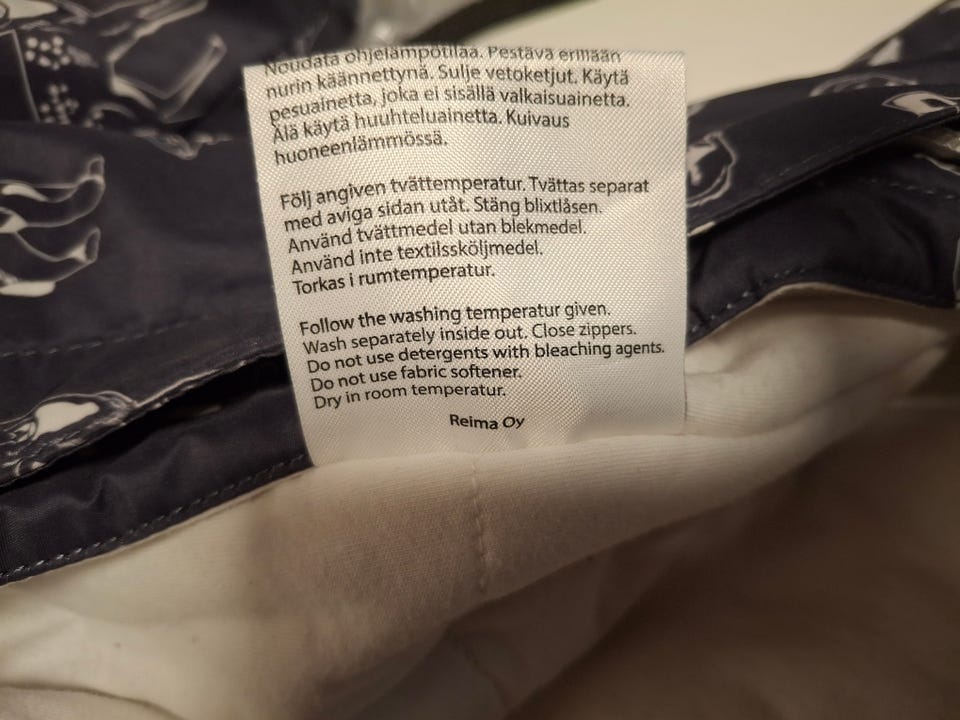 Noudata ohjelämpötilaa. Pestävä erillään
nurin käännettynä. Sulje vetoketjut. Käytä
pesuainetta, joka ei sisällä valkaisuainetta.
Älä käytä huuhteluainetta. Kuivaus
huoneenlämmössä.
Följ angiven tvättemperatur. Tvättas separat
med aviga sidan utåt. Stäng blixtlåsen.
Använd tvättmedel utan blekmedel.
Använd inte textilssköljmedel.
Torkas i rumtemperatur.
Follow the washing temperatur given.
Wash separately inside out. Close zippers.
Do not use detergents with bleaching agents.
Do not use fabric softener.
Dry in room temperatur.
Reima Oy